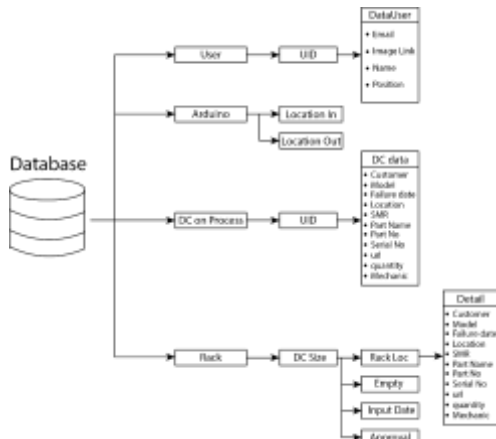 DataUser
• Email
• Image Link
• Name
• Position
User
UID
Arduino
Location In
Location Out
Database
DC on Process
UID
DC data
• Customer
• Model
• Failure date
• Location
• SMR
• Part Name
• Part No
• Serial No
• url
• quantity
• Mechanic
Rack
DC Size
Rack Loc
Empty
Input Date
Approval
Detail
• Customer
• Model
• Failure date
• Location
• SMR
• Part Name
• Part No
• Serial No
• url
• quantity
• Mechanic